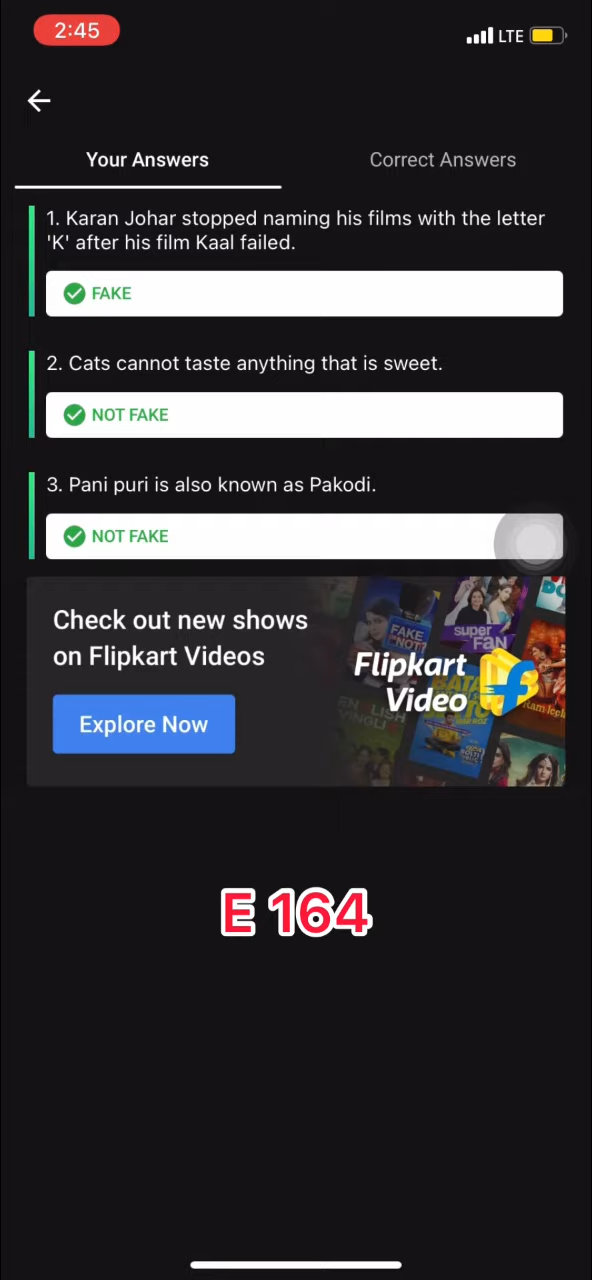 2:45
LTE
Your Answers
Correct Answers
1. Karan Johar stopped naming his films with the letter
'K' after his film Kaal failed.
FAKE
2. Cats cannot taste anything that is sweet.
NOT FAKE
3. Pani puri is also known as Pakodi.
NOT FAKE
Check out new shows
on Flipkart Videos
Explore Now
FAKE
NOT?
super
FAN
Flipkart
Video
E 164